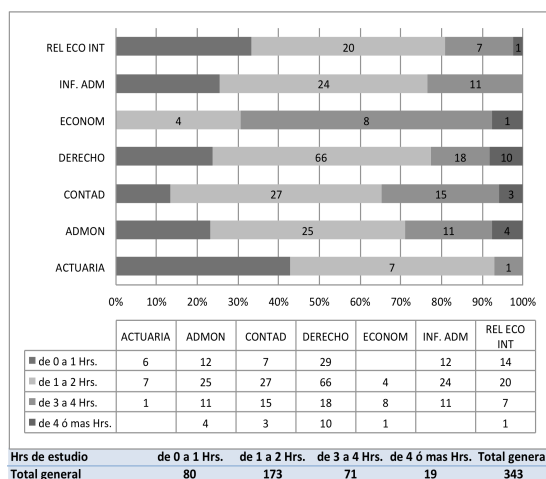 REL ECO INT 20 7 1
INF. ADM 24 11
ECONOM 4 8 1
DERECHO 66 18 10
CONTAD 27 15 3
ADMON 25 11 4
ACTUARIA 7 1
0% 10% 20% 30% 40% 50% 60% 70% 80% 90% 100%
ACTUARIA ADMON CONTAD DERECHO ECONOM INF. ADM REL ECO INT
de 0 a 1 Hrs. 6 12 7 29 12 14
de 1 a 2 Hrs. 7 25 27 66 4 24 20
de 3 a 4 Hrs. 1 11 15 18 8 11 7
de 4 ó mas Hrs. 4 3 10 1 1
Hrs de estudio de 0 a 1 Hrs. de 1 a 2 Hrs. de 3 a 4 Hrs. de 4 ó mas Hrs. Total genera
Total general 80 173 71 19 343